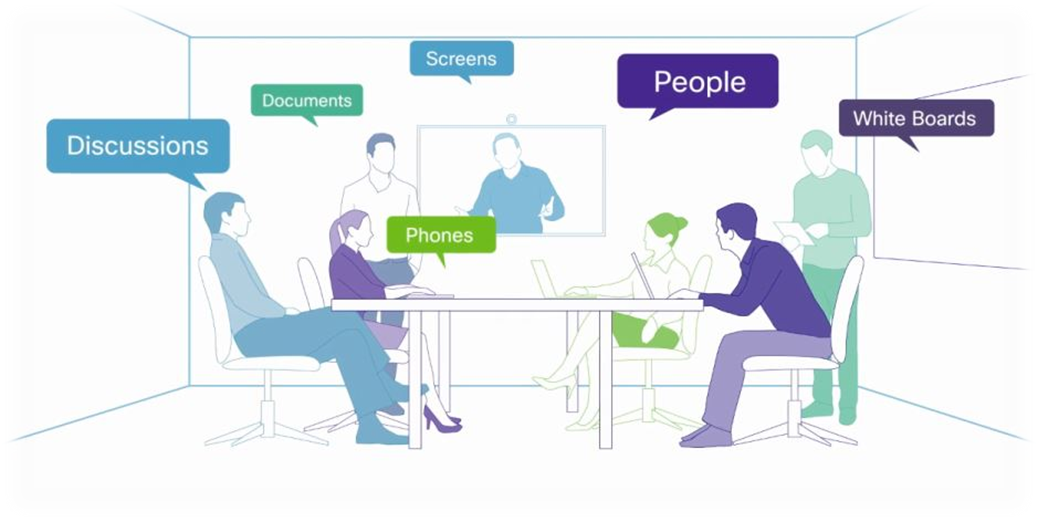 Screens
People
Documents
White Boards
Discussions
Phones